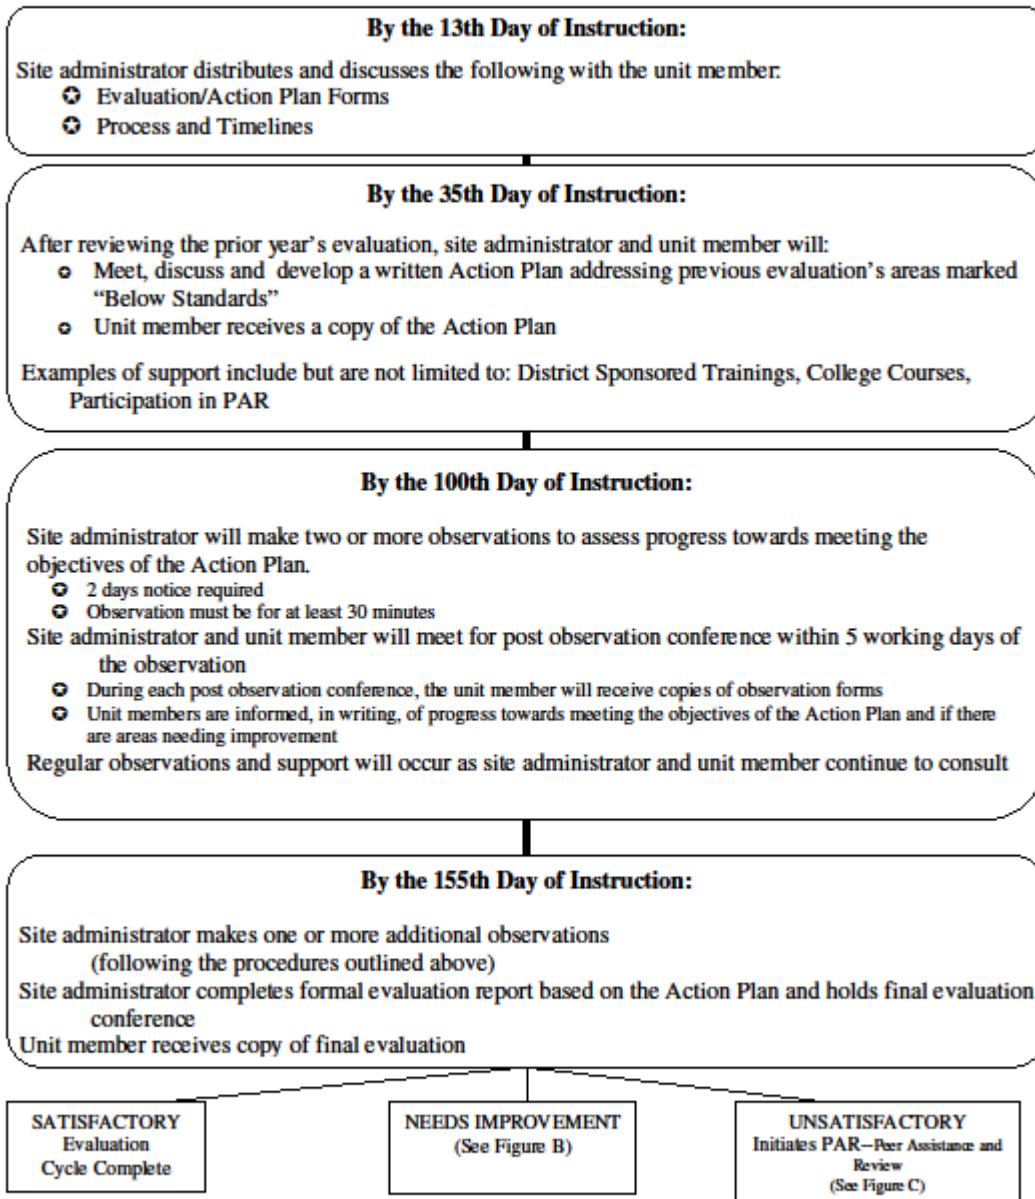 By the 13th Day of Instruction:
Site administrator distributes and discusses the following with the unit member:
✪ Evaluation/Action Plan Forms
✪ Process and Timelines
By the 35th Day of Instruction:
After reviewing the prior year's evaluation, site administrator and unit member will:
✪ Meet, discuss and develop a written Action Plan addressing previous evaluation's areas marked
“Below Standards”
✪ Unit member receives a copy of the Action Plan
Examples of support include but are not limited to: District Sponsored Trainings, College Courses,
Participation in PAR
By the 100th Day of Instruction:
Site administrator will make two or more observations to assess progress towards meeting the
objectives of the Action Plan.
✪ 2 days notice required
✪ Observation must be for at least 30 minutes
Site administrator and unit member will meet for post observation conference within 5 working days of
the observation
✪ During each post observation conference, the unit member will receive copies of observation forms
✪ Unit members are informed, in writing, of progress towards meeting the objectives of the Action Plan and if there
are areas needing improvement
Regular observations and support will occur as site administrator and unit member continue to consult
By the 155th Day of Instruction:
Site administrator makes one or more additional observations
(following the procedures outlined above)
Site administrator completes formal evaluation report based on the Action Plan and holds final evaluation
conference
Unit member receives copy of final evaluation
SATISFACTORY
Evaluation
Cycle Complete
NEEDS IMPROVEMENT
(See Figure B)
UNSATISFACTORY
Initiates PAR--Peer Assistance and
Review
(See Figure C)